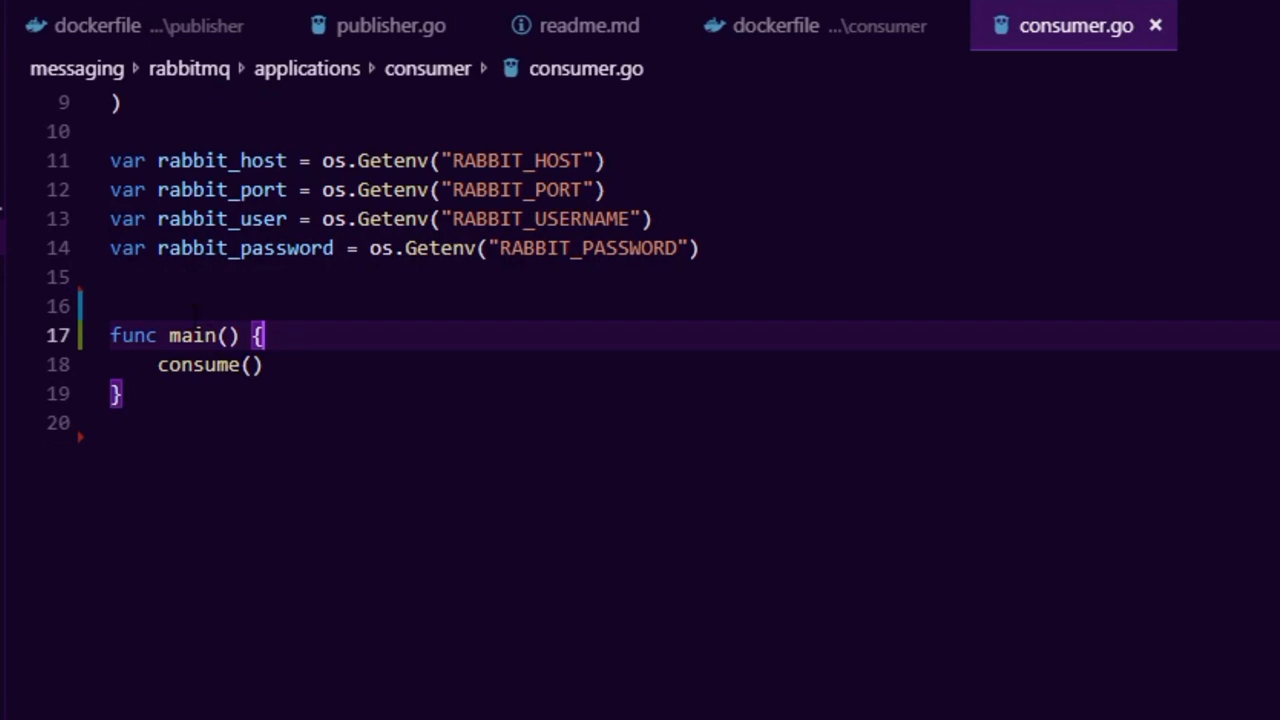 dockerfile ...\publisher publisher.go readme.md dockerfile ...\consumer consumer.go ×
messaging rabbitmq applications consumer consumer.go
9 )
10
11 var rabbit_host = os.Getenv("RABBIT_HOST")
12 var rabbit_port = os.Getenv("RABBIT_PORT")
13 var rabbit_user = os.Getenv("RABBIT_USERNAME")
14 var rabbit_password = os.Getenv("RABBIT_PASSWORD")
15
16
17 func main() {
18     consume()
19 }
20